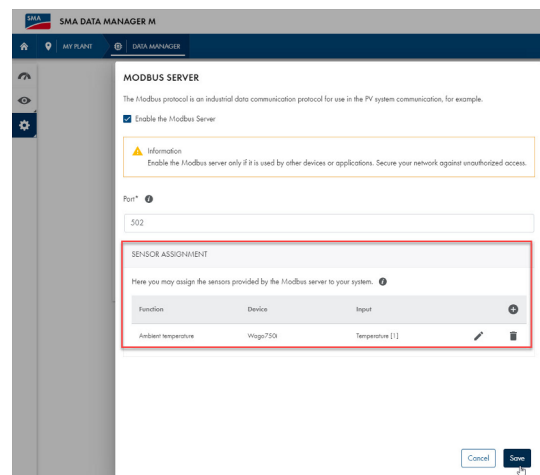 SMA
SMA DATA MANAGER M
MY PLANT
DATA MANAGER
MODBUS SERVER
The Modbus protocol is an industrial data communication protocol for use in the PV system communication, for example.
Enable the Modbus Server
Information
Enable the Modbus server only if it is used by other devices or applications. Secure your network against unauthorized access.
Port*
502
SENSOR ASSIGNMENT
Here you may assign the sensors provided by the Modbus server to your system.
Function Device Input
Ambient temperature Wago750i Temperature [1]
Cancel Save